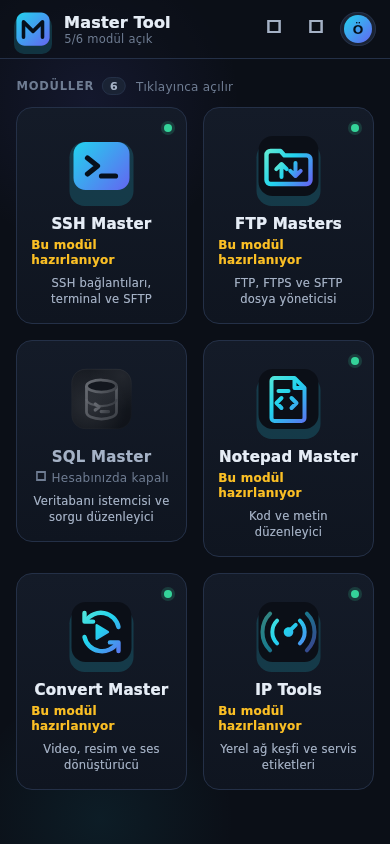 Master Tool
5/6 modül açık
Ö
MODÜLLER 6 Tıklayınca açılır
SSH Master
Bu modül
hazırlanıyor
SSH bağlantıları,
terminal ve SFTP
FTP Masters
Bu modül
hazırlanıyor
FTP, FTPS ve SFTP
dosya yöneticisi
SQL Master
Hesabınızda kapalı
Veritabanı istemcisi ve
sorgu düzenleyici
Notepad Master
Bu modül
hazırlanıyor
Kod ve metin
düzenleyici
Convert Master
Bu modül
hazırlanıyor
Video, resim ve ses
dönüştürücü
IP Tools
Bu modül
hazırlanıyor
Yerel ağ keşfi ve servis
etiketleri